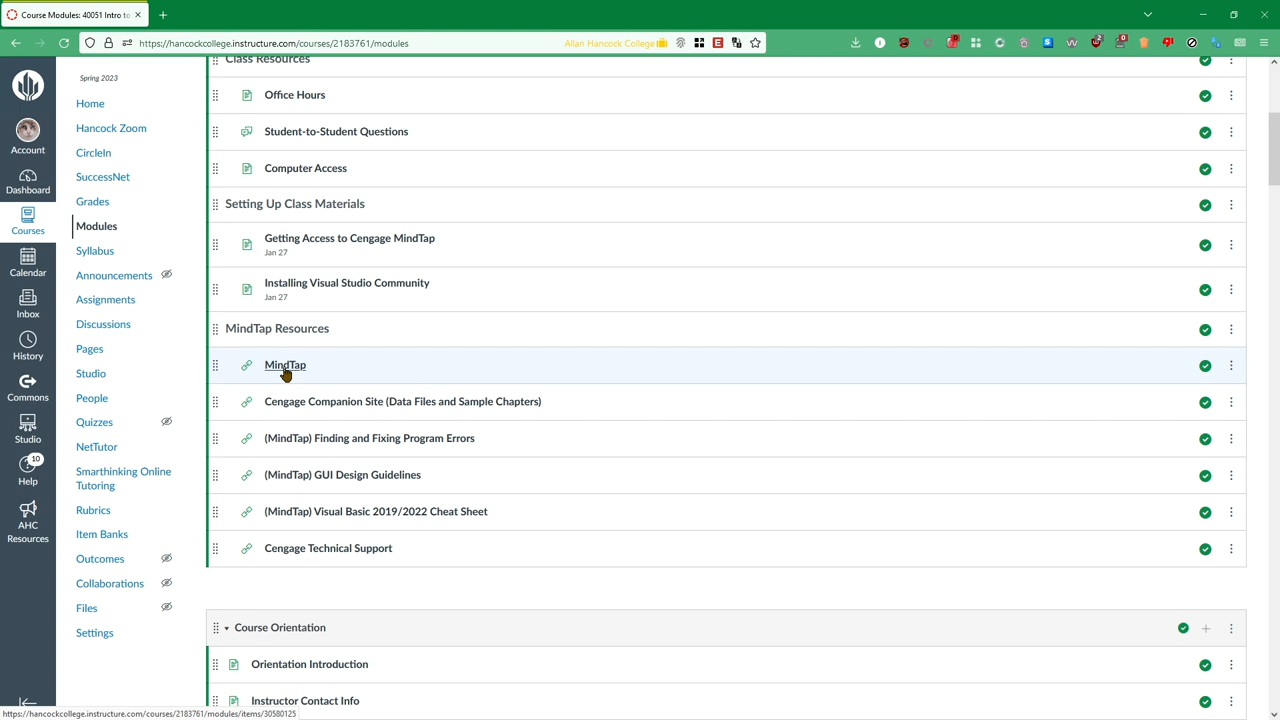 Course Modules: 40051 Intro to
https://hancockcollege.instructure.com/courses/2183761/modules
Allan Hancock College
Account
Dashboard
Courses
Calendar
Inbox
History
Commons
Studio
10
Help
AHC
Resources
Spring 2023
Home
Hancock Zoom
CircleIn
SuccessNet
Grades
Modules
Syllabus
Announcements
Assignments
Discussions
Pages
Studio
People
Quizzes
NetTutor
Smarthinking Online
Tutoring
Rubrics
Item Banks
Outcomes
Collaborations
Files
Settings
Class Resources
Office Hours
Student-to-Student Questions
Computer Access
Setting Up Class Materials
Getting Access to Cengage MindTap
Jan 27
Installing Visual Studio Community
Jan 27
MindTap Resources
MindTap
Cengage Companion Site (Data Files and Sample Chapters)
(MindTap) Finding and Fixing Program Errors
(MindTap) GUI Design Guidelines
(MindTap) Visual Basic 2019/2022 Cheat Sheet
Cengage Technical Support
Course Orientation
Orientation Introduction
Instructor Contact Info
https://hancockcollege.instructure.com/courses/2183761/modules/items/30580125